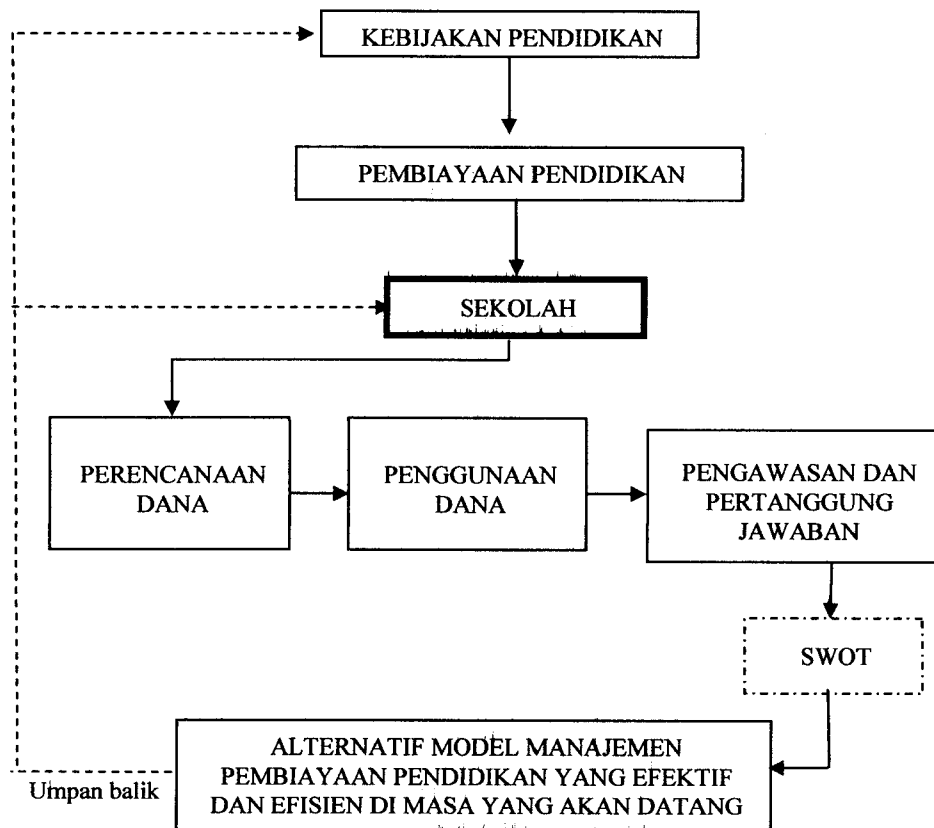 KEBIJAKAN PENDIDIKAN
PEMBIAYAAN PENDIDIKAN
SEKOLAH
PERENCANAAN
DANA
PENGGUNAAN
DANA
PENGAWASAN DAN
PERTANGGUNG
JAWABAN
SWOT
ALTERNATIF MODEL MANAJEMEN
PEMBIAYAAN PENDIDIKAN YANG EFEKTIF
DAN EFISIEN DI MASA YANG AKAN DATANG
Umpan balik